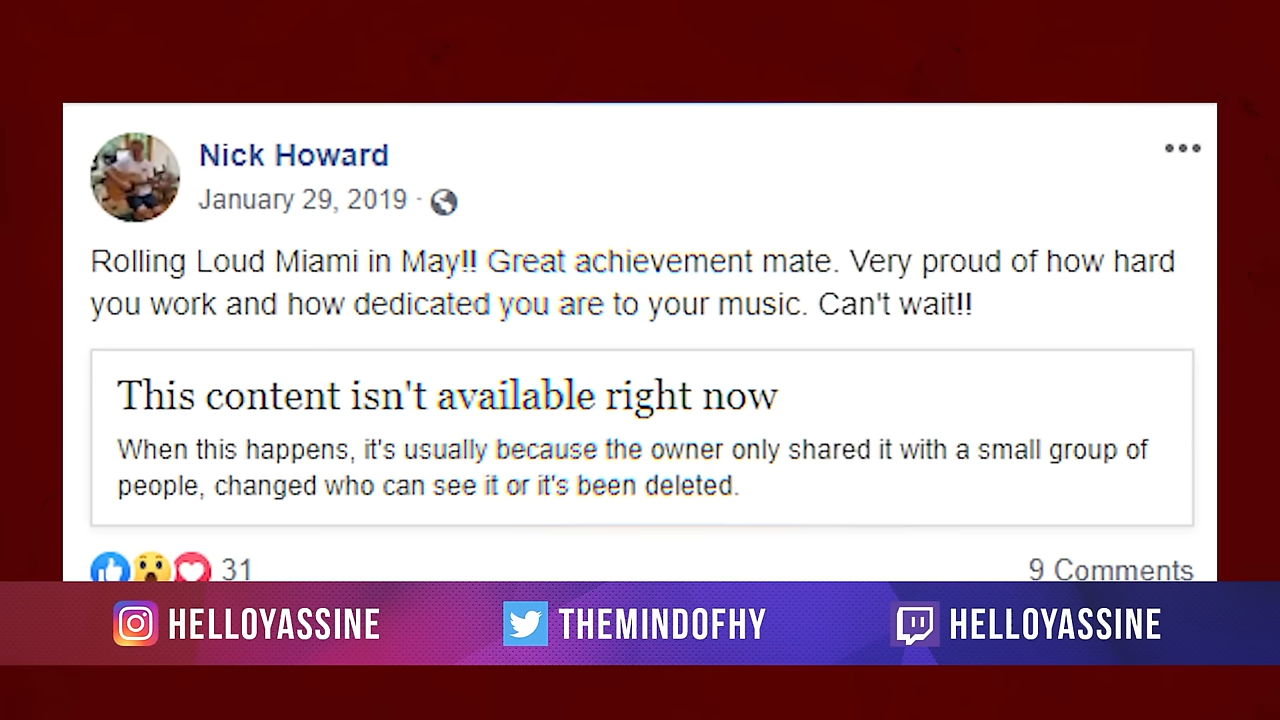 Nick Howard
January 29, 2019 ·
Rolling Loud Miami in May!! Great achievement mate. Very proud of how hard
you work and how dedicated you are to your music. Can't wait!!
This content isn't available right now
When this happens, it's usually because the owner only shared it with a small group of
people, changed who can see it or it's been deleted.
31 9 Comments
HELLOYASSINE THEMINDOFHY HELLOYASSINE